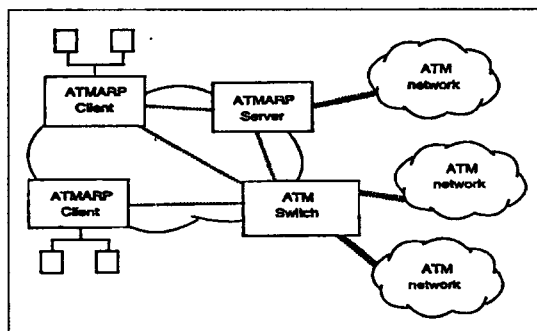 ATM
network
ATMARP
Client
ATMARP
Server
ATM
network
ATMARP
Client
ATM
Switch
ATM
network